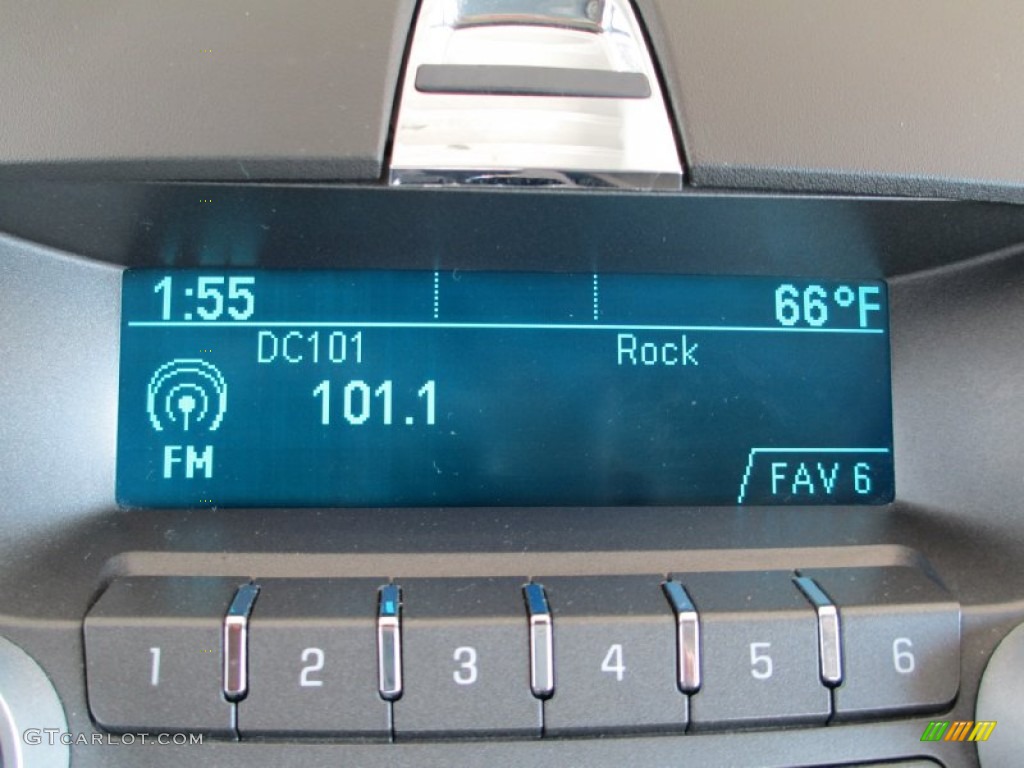 1:55 66°F
DC101 Rock
101.1
FM
FAV 6
1 2 3 4 5 6
GTCARLOT.COM